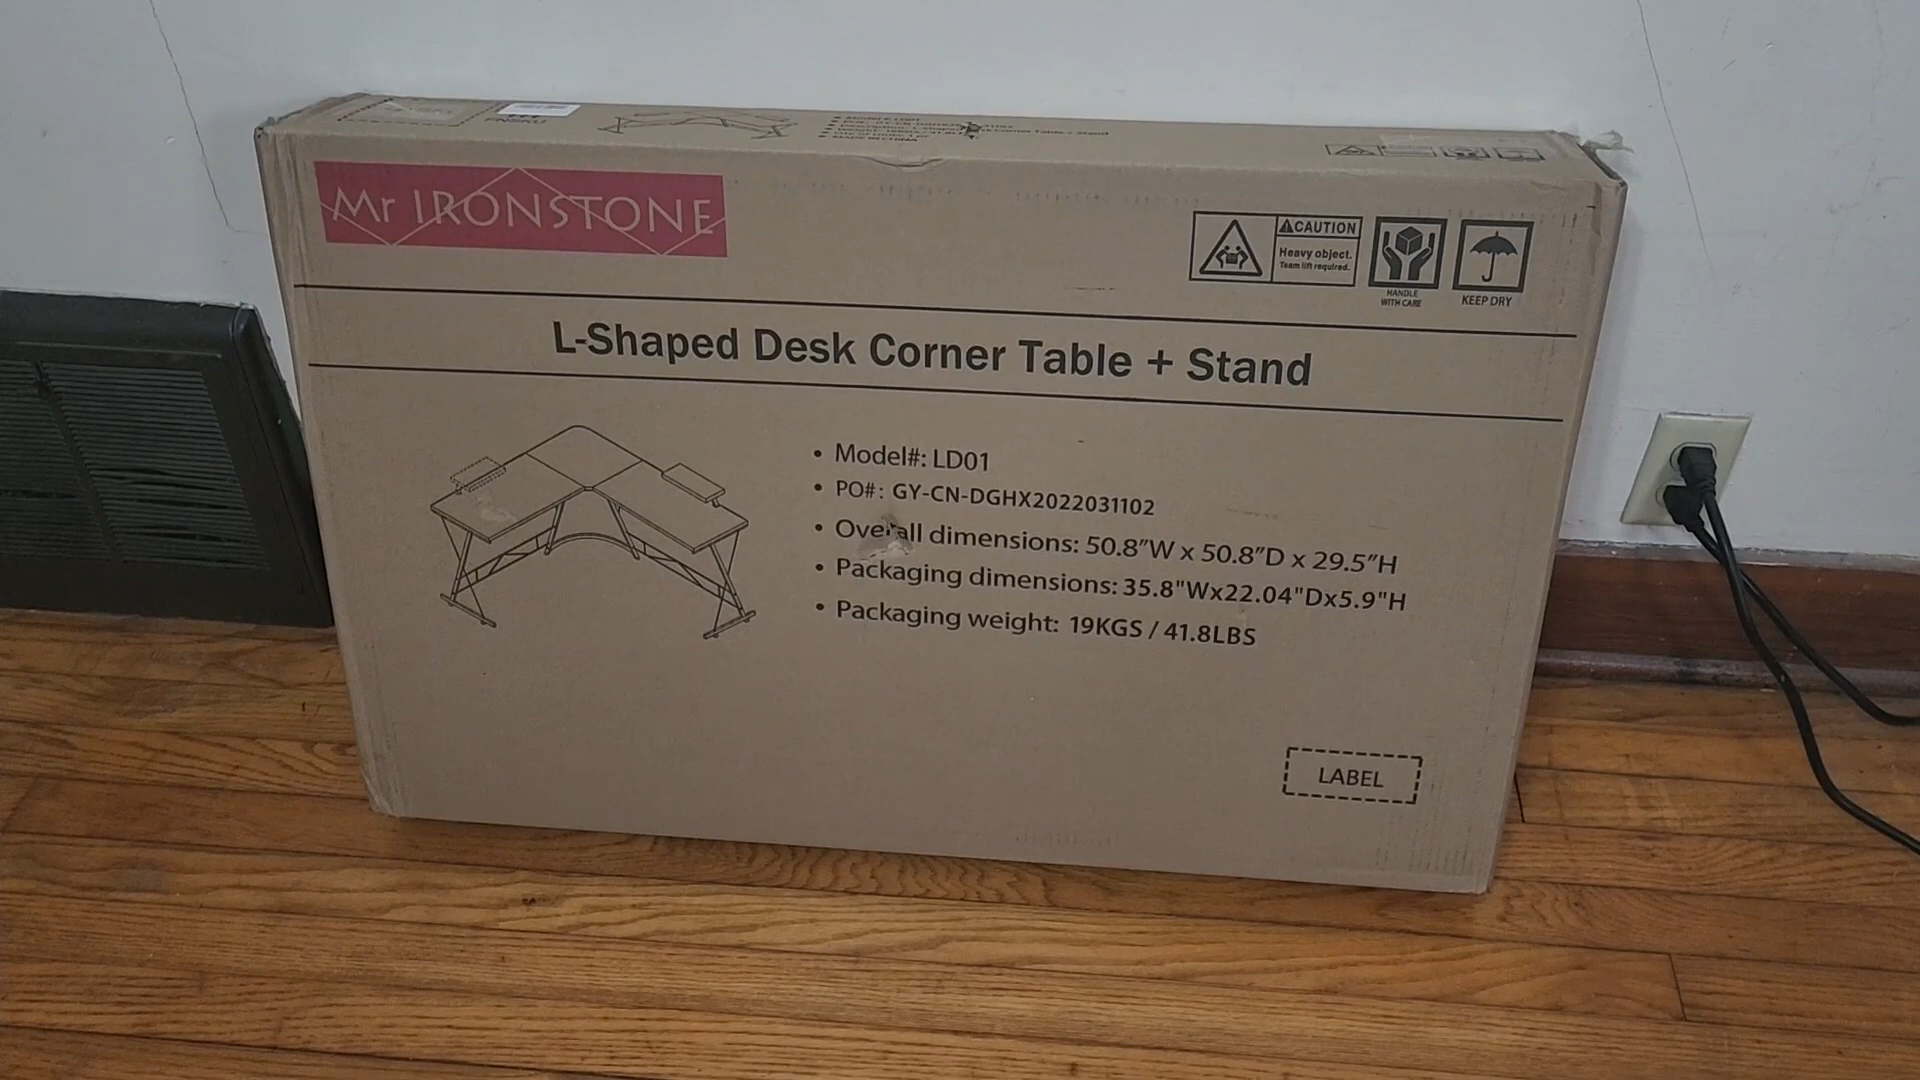 Mr IRONSTONE
CAUTION
Heavy object.
Team lift required.
HANDLE
WITH CARE
KEEP DRY
L-Shaped Desk Corner Table + Stand
• Model#: LD01
• PO#: GY-CN-DGHX2022031102
• Overall dimensions: 50.8"W x 50.8"D x 29.5"H
• Packaging dimensions: 35.8"Wx22.04"Dx5.9"H
• Packaging weight: 19KGS / 41.8LBS
LABEL